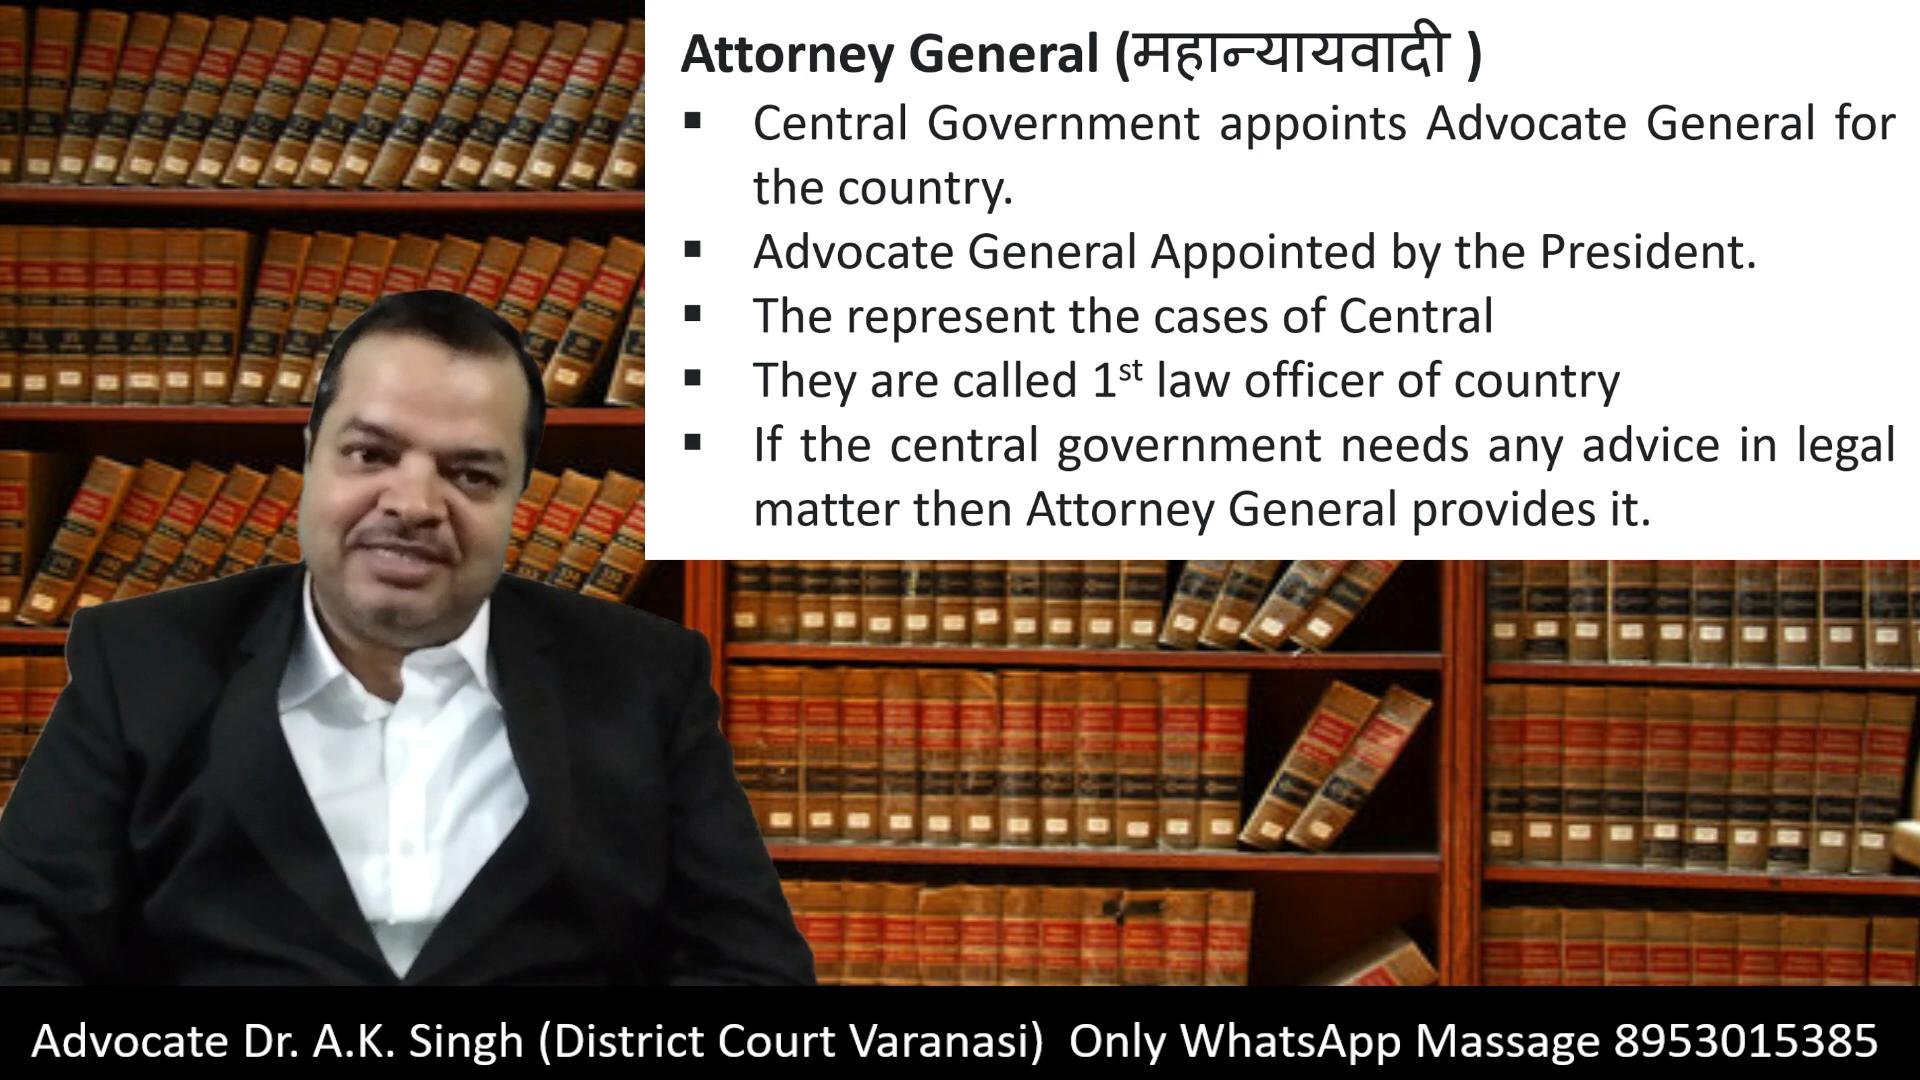 Attorney General (महान्यायवादी )
▪ Central Government appoints Advocate General for
the country.
▪ Advocate General Appointed by the President.
▪ The represent the cases of Central
▪ They are called 1st law officer of country
▪ If the central government needs any advice in legal
matter then Attorney General provides it.
Advocate Dr. A.K. Singh (District Court Varanasi) Only WhatsApp Massage 8953015385